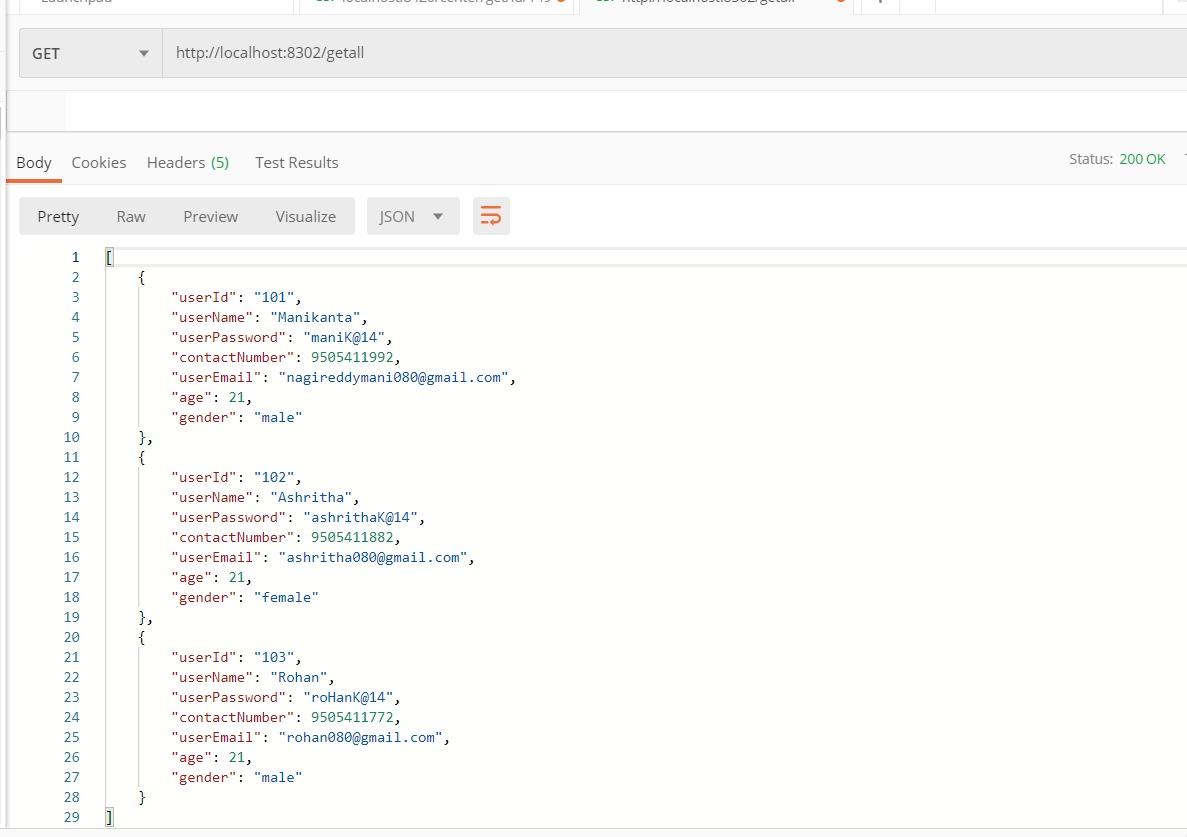 GET http://localhost:8302/getall
Body Cookies Headers (5) Test Results Status: 200 OK
Pretty Raw Preview Visualize JSON
1 [
2 {
3 "userId": "101",
4 "userName": "Manikanta",
5 "userPassword": "maniK@14",
6 "contactNumber": 9505411992,
7 "userEmail": "nagireddymani080@gmail.com",
8 "age": 21,
9 "gender": "male"
10 },
11 {
12 "userId": "102",
13 "userName": "Ashritha",
14 "userPassword": "ashrithaK@14",
15 "contactNumber": 9505411882,
16 "userEmail": "ashritha080@gmail.com",
17 "age": 21,
18 "gender": "female"
19 },
20 {
21 "userId": "103",
22 "userName": "Rohan",
23 "userPassword": "roHanK@14",
24 "contactNumber": 9505411772,
25 "userEmail": "rohan080@gmail.com",
26 "age": 21,
27 "gender": "male"
28 }
29 ]